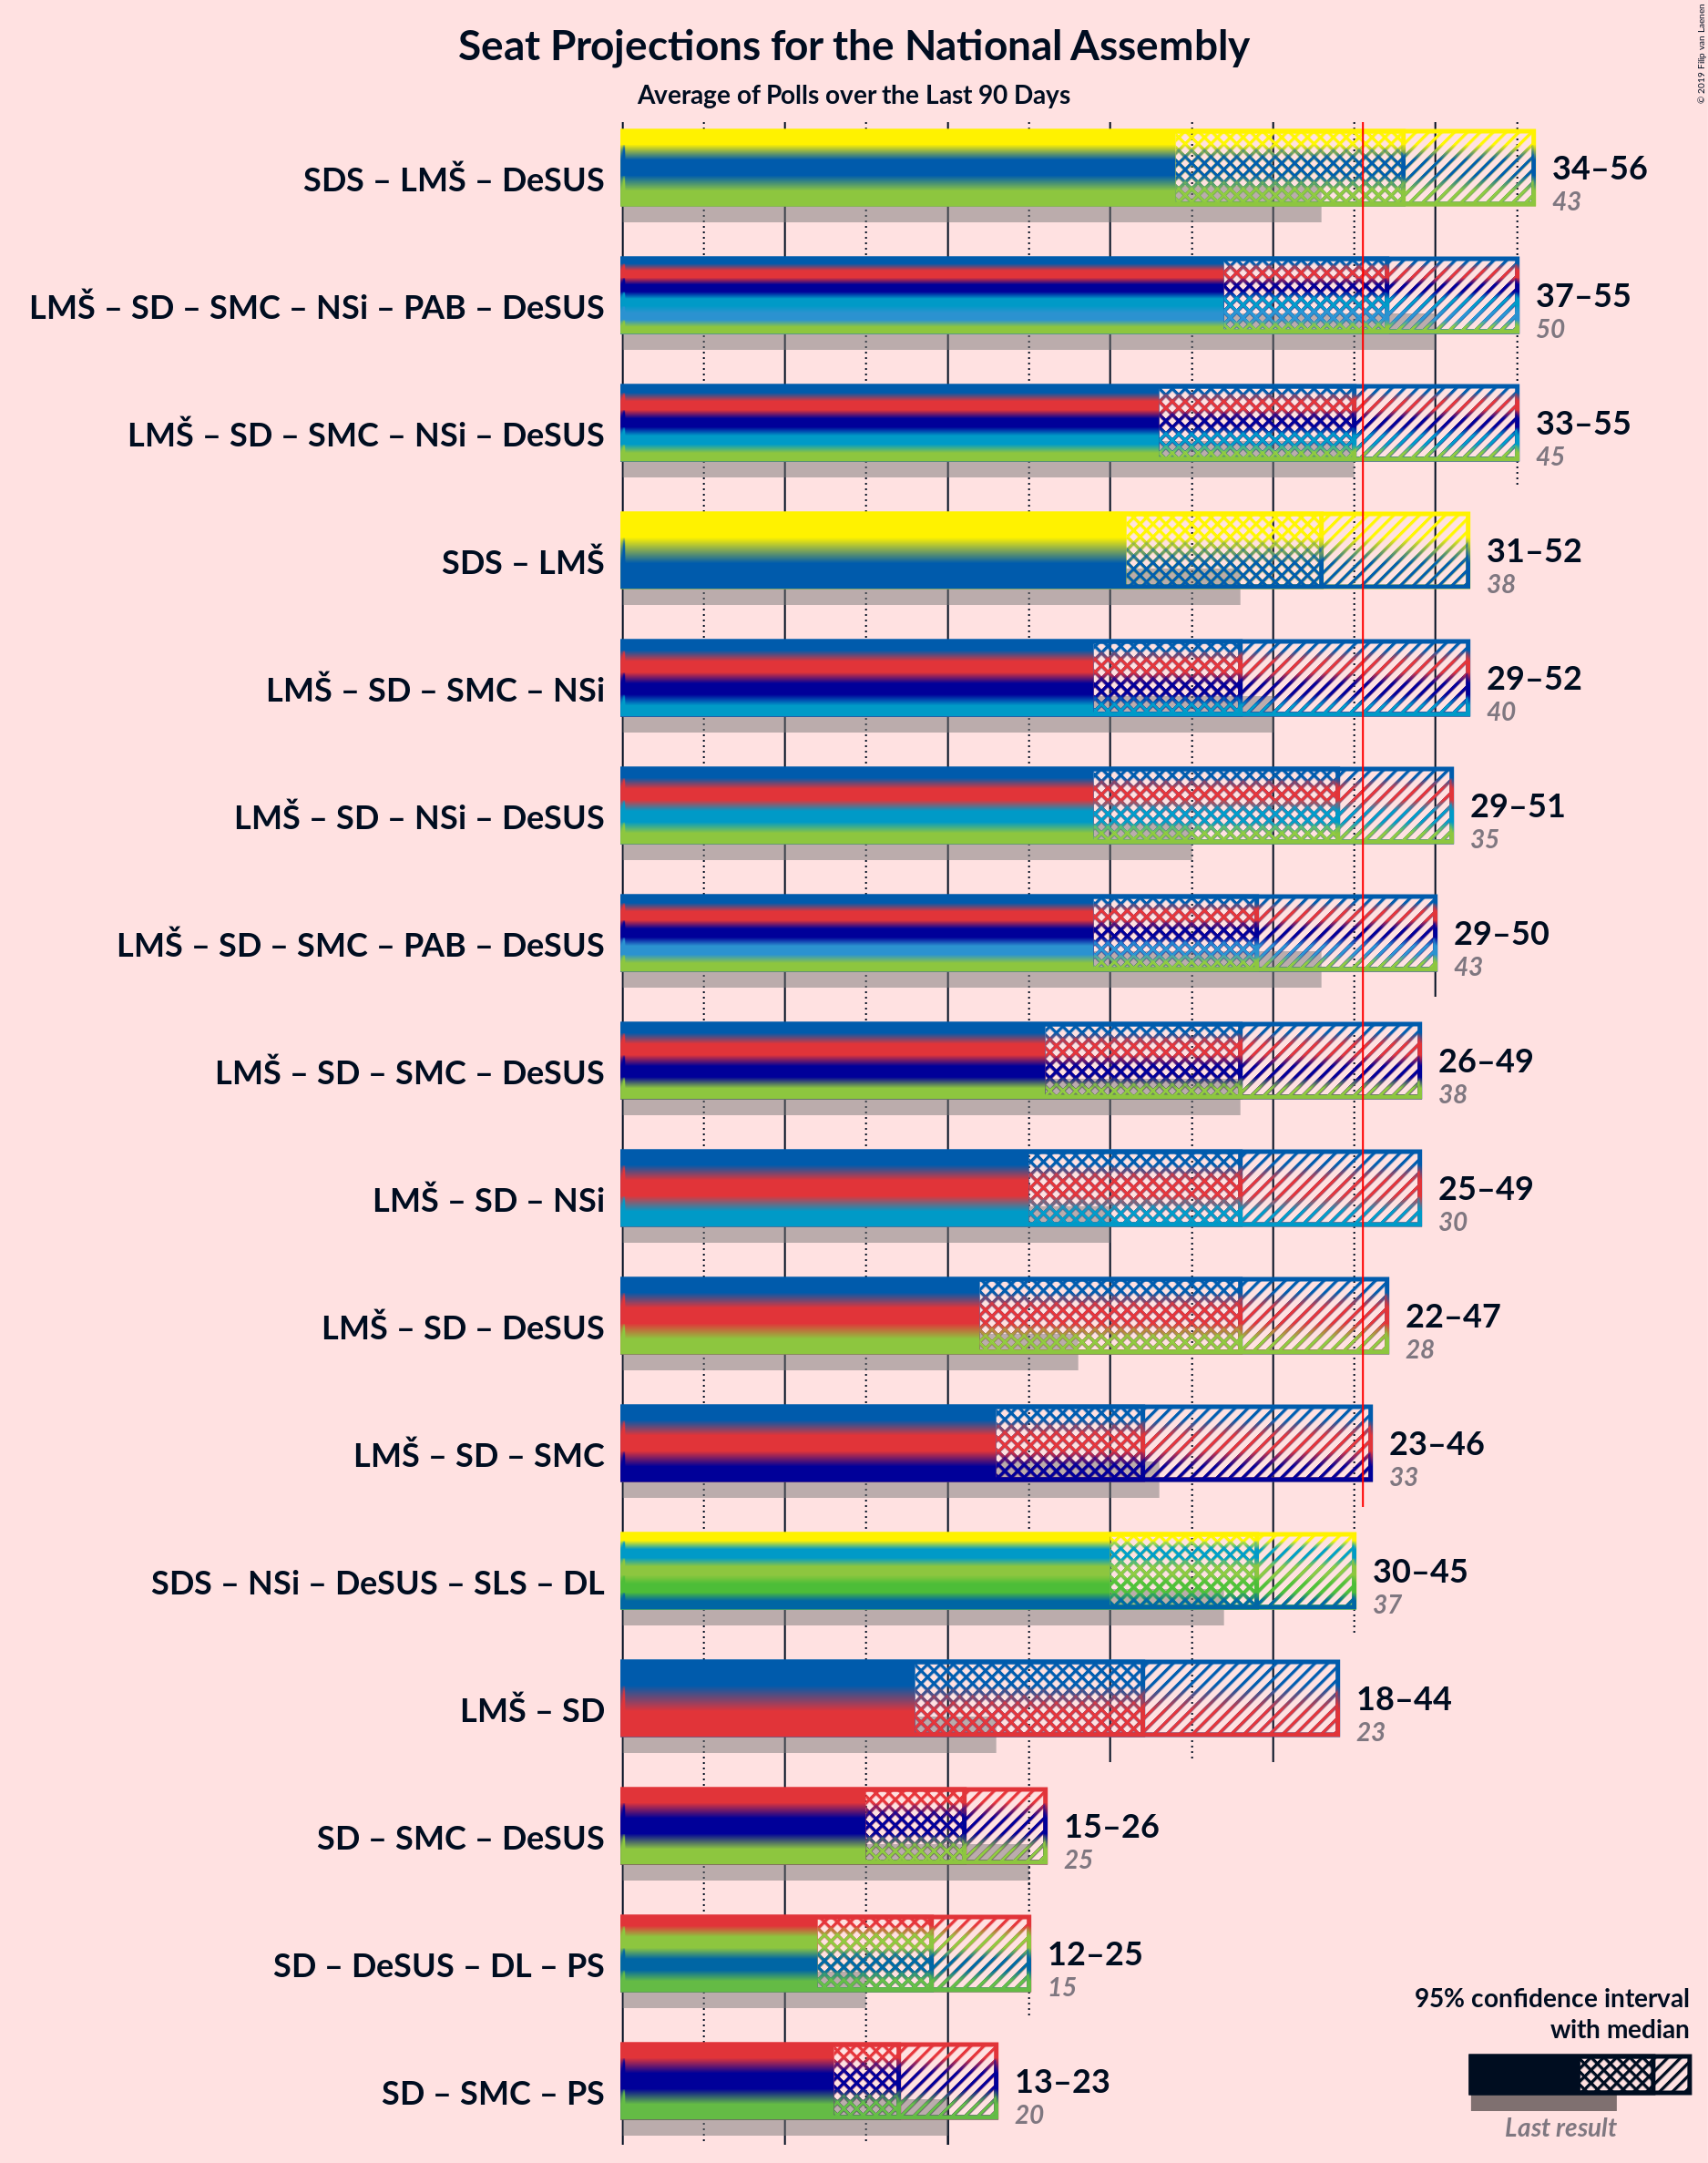 © 2019 Filip van Laenen
Seat Projections for the National Assembly
Average of Polls over the Last 90 Days
SDS – LMŠ – DeSUS
34–56
43
LMŠ – SD – SMC – NSi – PAB – DeSUS
37–55
50
LMŠ – SD – SMC – NSi – DeSUS
33–55
45
SDS – LMŠ
31–52
38
LMŠ – SD – SMC – NSi
29–52
40
LMŠ – SD – NSi – DeSUS
29–51
35
LMŠ – SD – SMC – PAB – DeSUS
29–50
43
LMŠ – SD – SMC – DeSUS
26–49
38
LMŠ – SD – NSi
25–49
30
LMŠ – SD – DeSUS
22–47
28
LMŠ – SD – SMC
23–46
33
SDS – NSi – DeSUS – SLS – DL
30–45
37
LMŠ – SD
18–44
23
SD – SMC – DeSUS
15–26
25
SD – DeSUS – DL – PS
12–25
15
SD – SMC – PS
13–23
20
95% confidence interval
with median
Last result